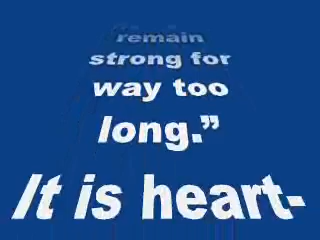 remain
strong for
way too
long.”
It is heart-